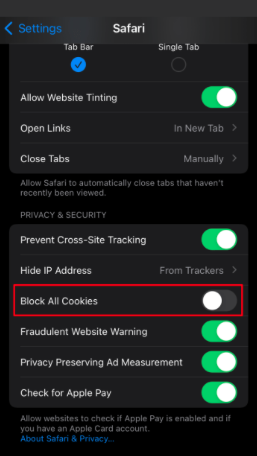 Settings Safari
Tab Bar Single Tab
Allow Website Tinting
Open Links In New Tab
Close Tabs Manually
Allow Safari to automatically close tabs that haven't
recently been viewed.
PRIVACY & SECURITY
Prevent Cross-Site Tracking
Hide IP Address From Trackers
Block All Cookies
Fraudulent Website Warning
Privacy Preserving Ad Measurement
Check for Apple Pay
Allow websites to check if Apple Pay is enabled and if
you have an Apple Card account.
About Safari & Privacy...